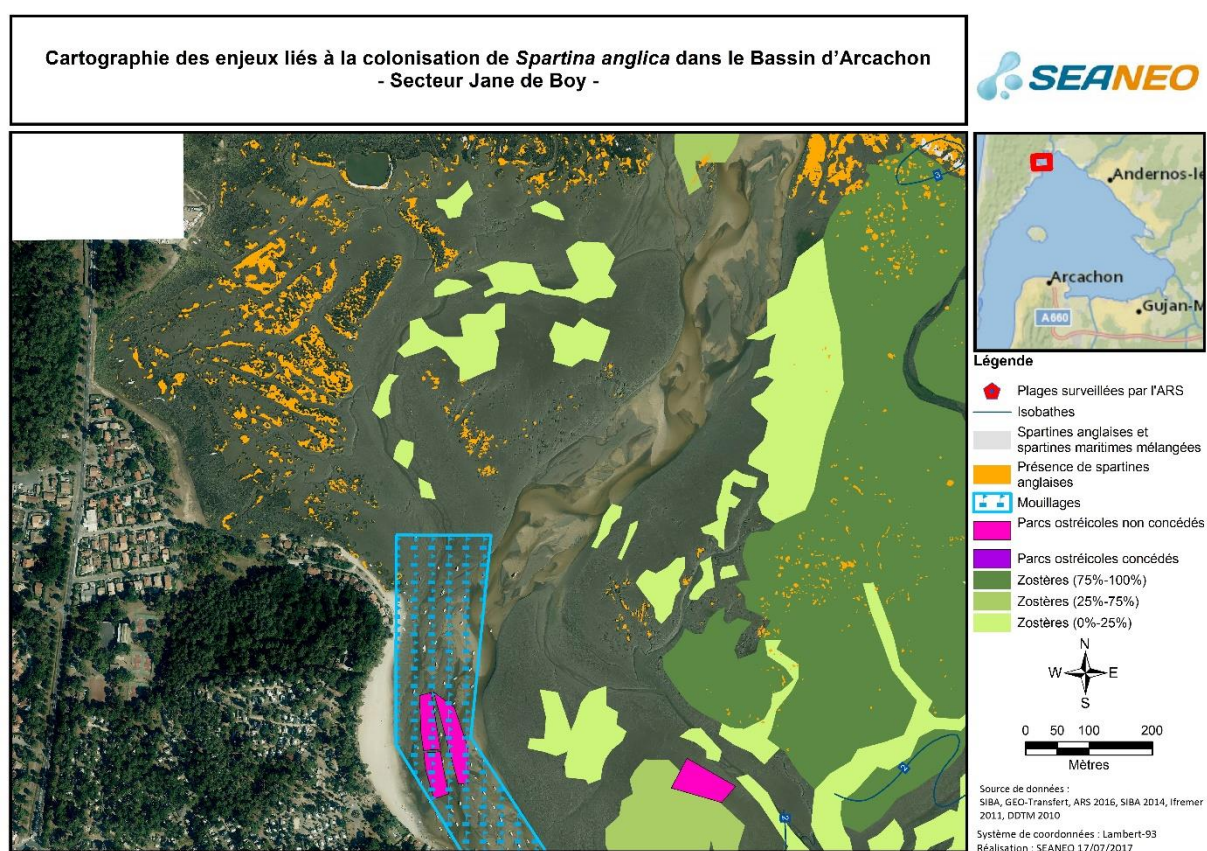 Cartographie des enjeux liés à la colonisation de Spartina anglica dans le Bassin d'Arcachon
- Secteur Jane de Boy -
SEANEO
Andernos-le
Arcachon
A660
Gujan-M
Légende
Plages surveillées par l'ARS
Isobathes
Spartines anglaises et
spartines maritimes mélangées
Présence de spartines
anglaises
Mouillages
Parcs ostréicoles non concédés
Parcs ostréicoles concédés
Zostères (75%-100%)
Zostères (25%-75%)
Zostères (0%-25%)
N
W
E
S
0 50 100 200
Mètres
Source de données :
SIBA, GEO-Transfert, ARS 2016, SIBA 2014, Ifremer
2011, DDTM 2010
Système de coordonnées : Lambert-93
Réalisation : SEANEO 17/07/2017
3
2
2